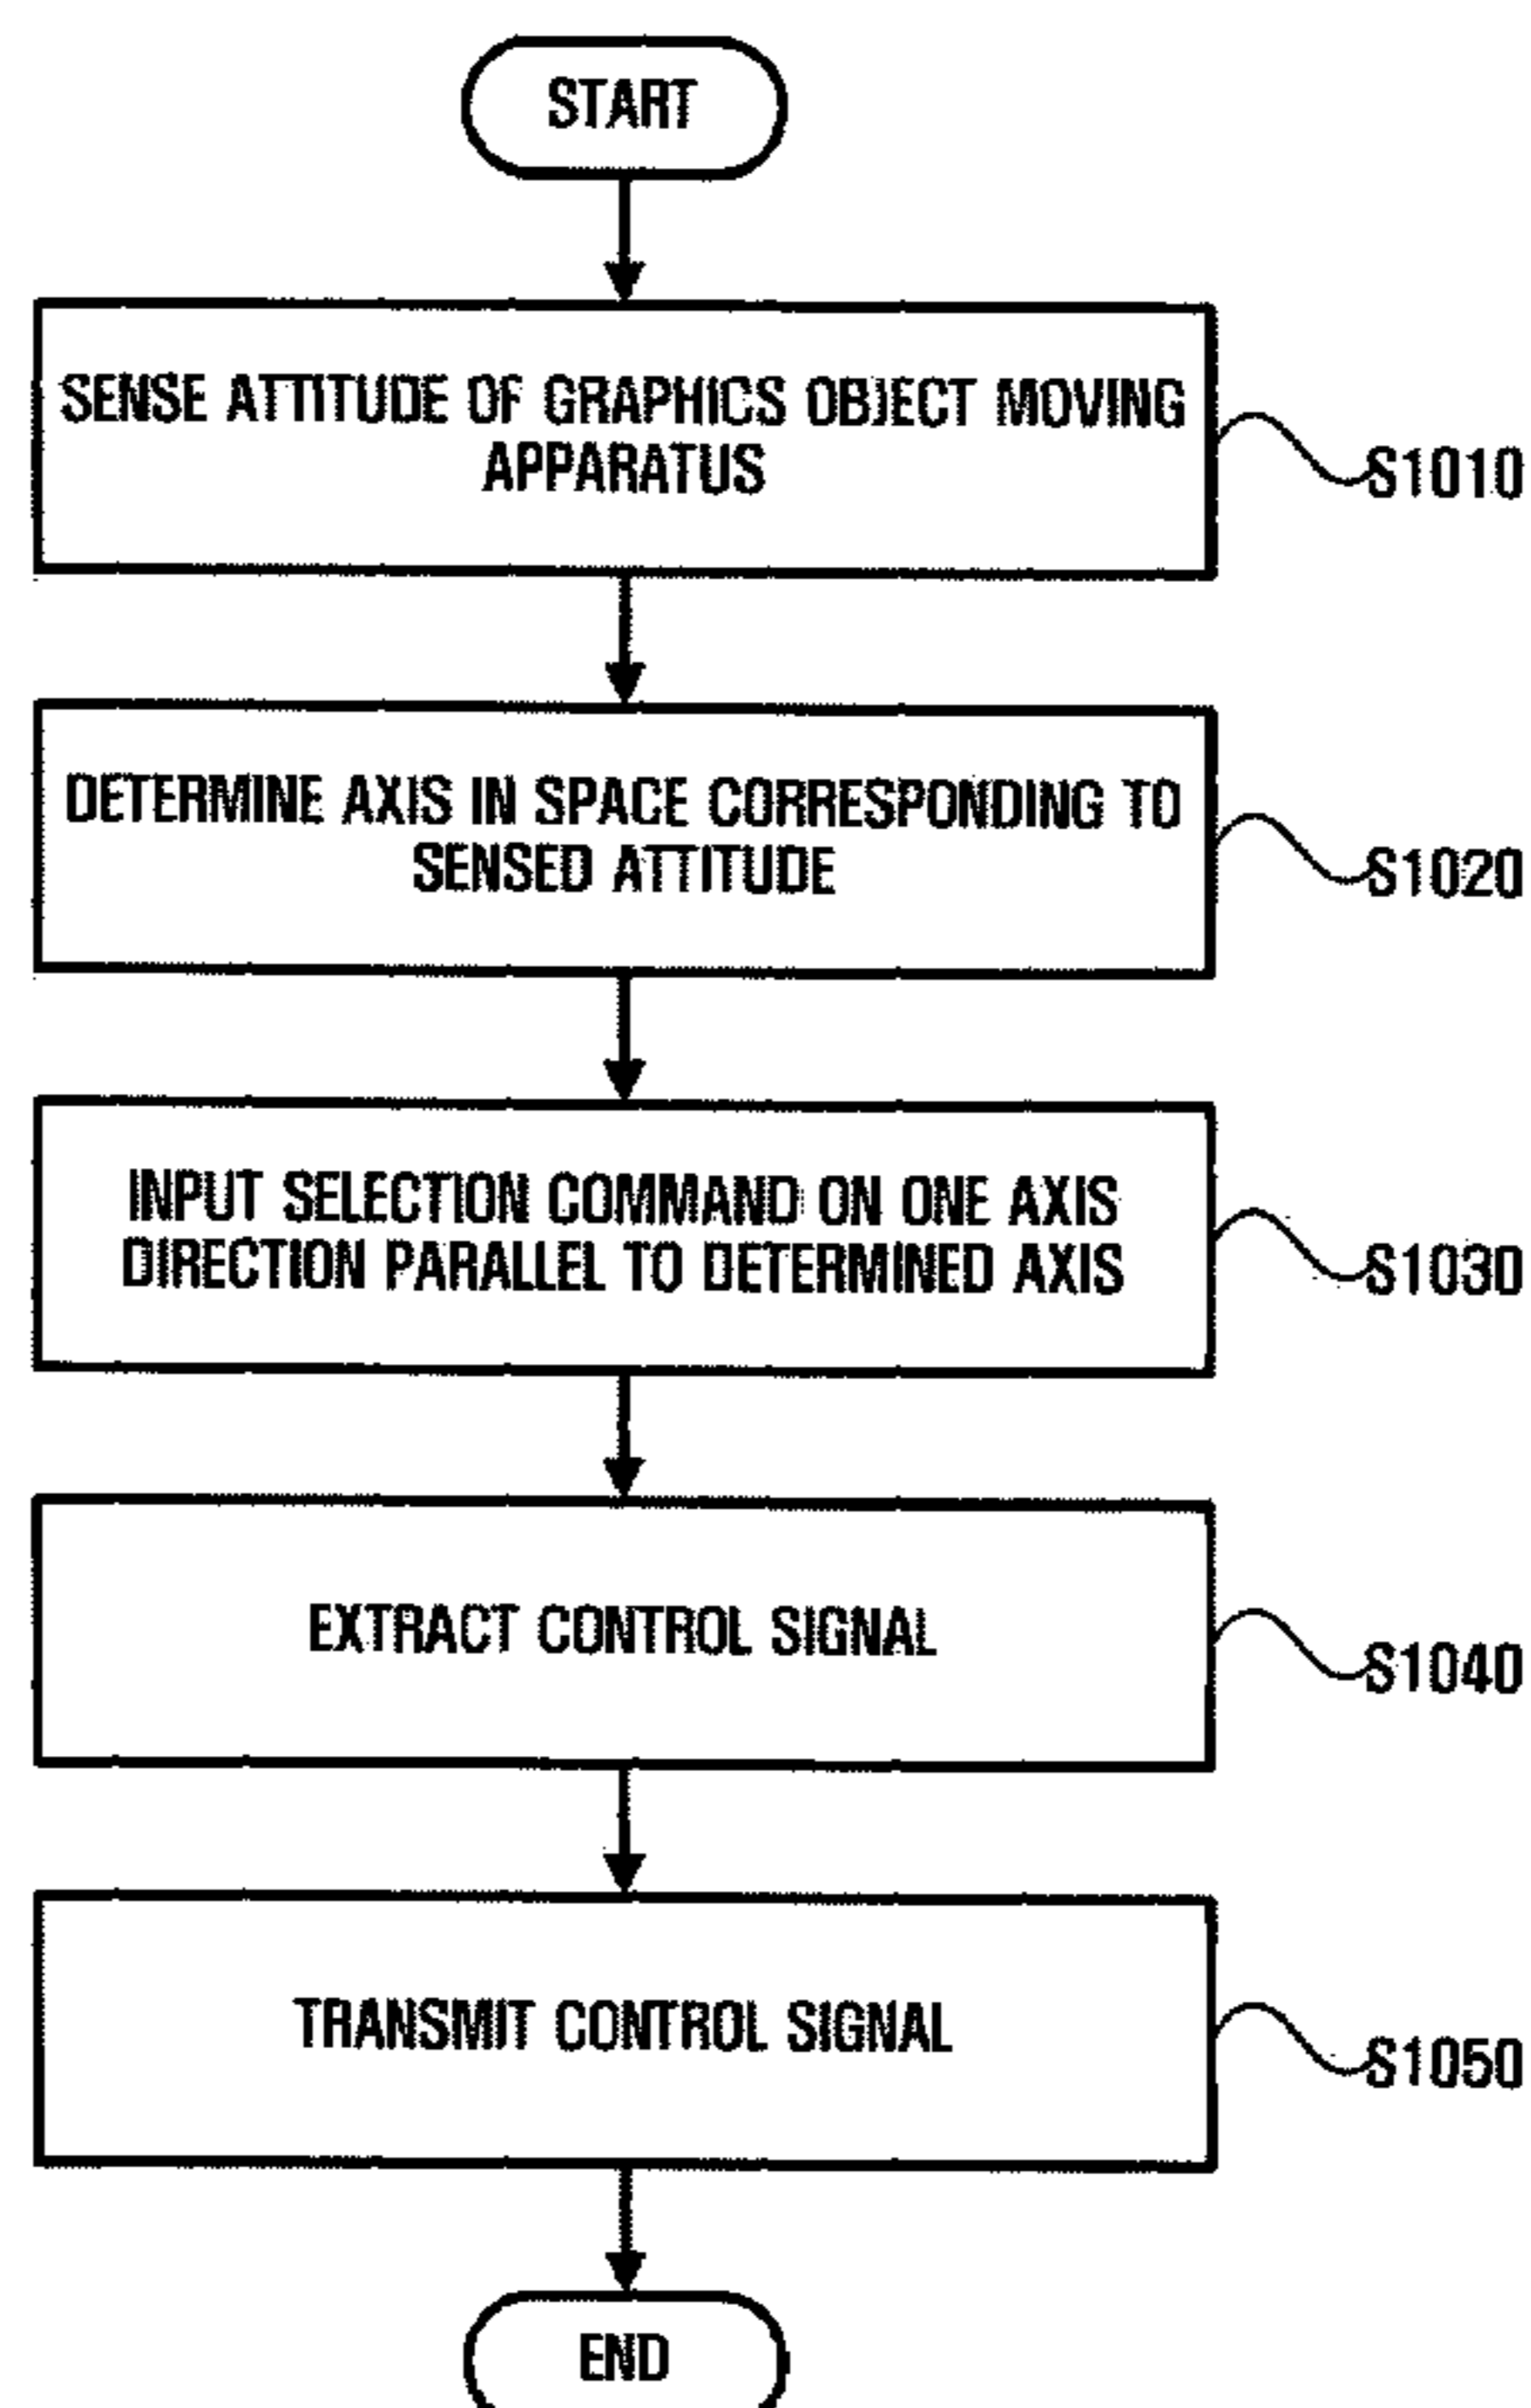 START
SENSE ATTITUDE OF GRAPHICS OBJECT MOVING
APPARATUS
S1010
DETERMINE AXIS IN SPACE CORRESPONDING TO
SENSED ATTITUDE
S1020
INPUT SELECTION COMMAND ON ONE AXIS
DIRECTION PARALLEL TO DETERMINED AXIS
S1030
EXTRACT CONTROL SIGNAL
S1040
TRANSMIT CONTROL SIGNAL
S1050
END